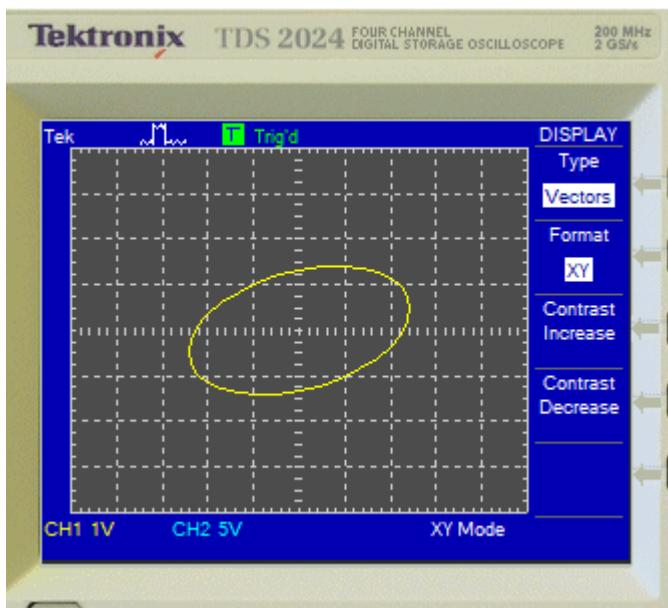 Tektronix TDS 2024 FOUR CHANNEL DIGITAL STORAGE OSCILLOSCOPE 200 MHz 2 GS/s
Tek T Trig'd DISPLAY
Type
Vectors
Format
XY
Contrast
Increase
Contrast
Decrease
CH1 1V CH2 5V XY Mode